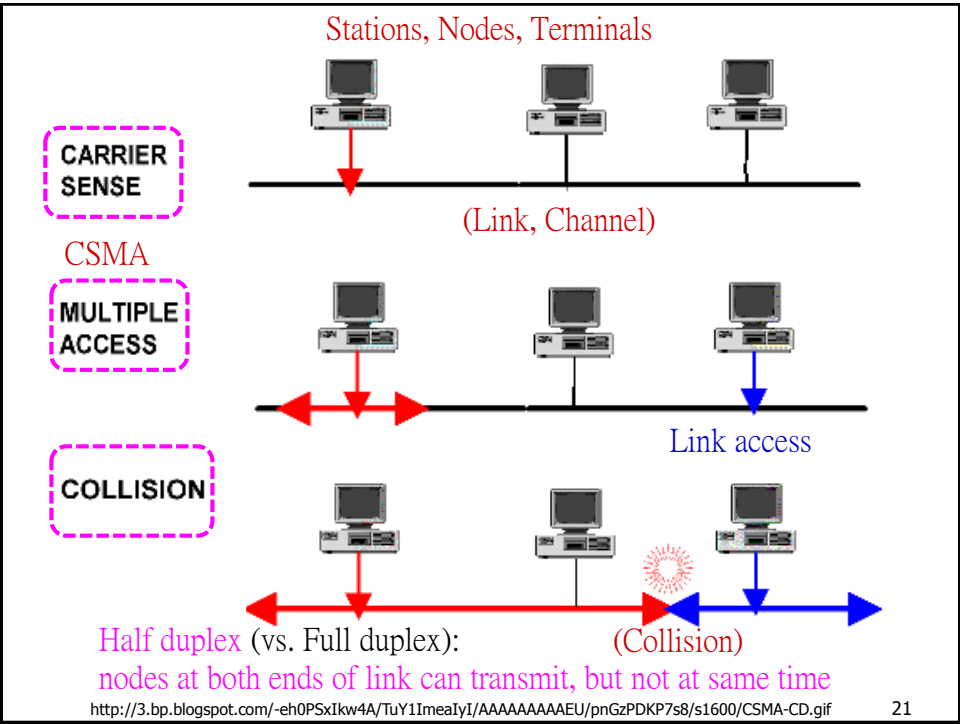 Stations, Nodes, Terminals
CARRIER
SENSE
(Link, Channel)
CSMA
MULTIPLE
ACCESS
Link access
COLLISION
Half duplex (vs. Full duplex):
(Collision)
nodes at both ends of link can transmit, but not at same time
http://3.bp.blogspot.com/-eh0PSxIkw4A/TuY1ImeaIyI/AAAAAAAAAEU/pnGzPDKP7s8/s1600/CSMA-CD.gif
21